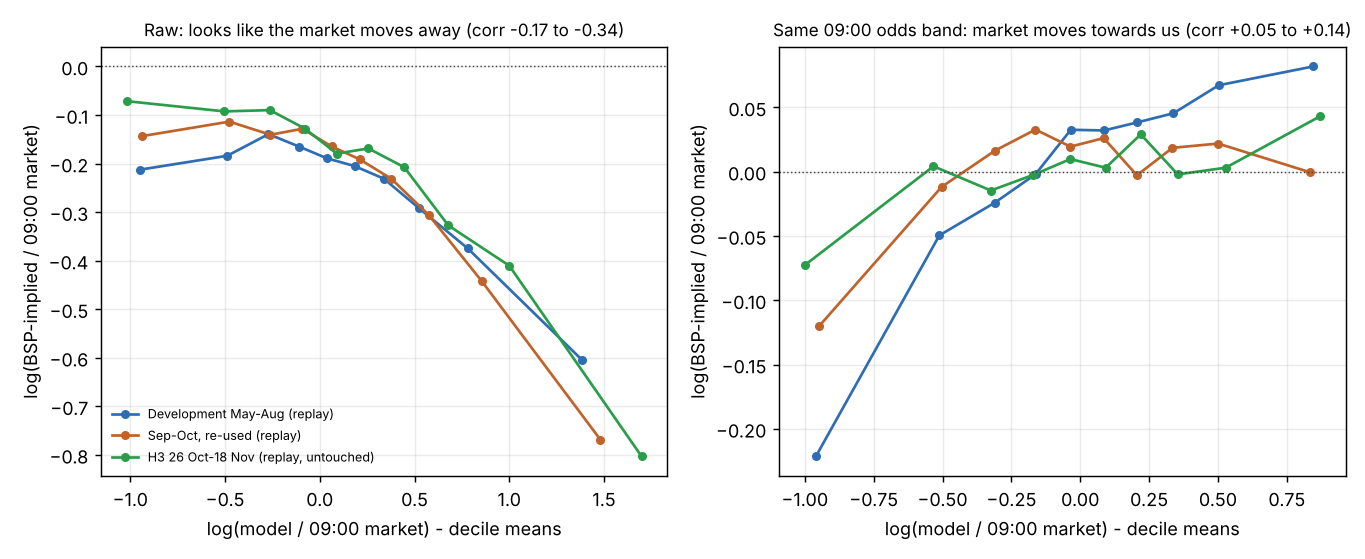 Raw: looks like the market moves away (corr -0.17 to -0.34)
0.0
−0.1
−0.2
−0.3
−0.4
−0.5
−0.6
−0.7
−0.8
log(BSP-implied / 09:00 market)
Development May-Aug (replay)
Sep-Oct, re-used (replay)
H3 26 Oct-18 Nov (replay, untouched)
−1.0 −0.5 0.0 0.5 1.0 1.5
log(model / 09:00 market) - decile means
Same 09:00 odds band: market moves towards us (corr +0.05 to +0.14)
0.05
0.00
−0.05
−0.10
−0.15
−0.20
log(BSP-implied / 09:00 market)
−1.00 −0.75 −0.50 −0.25 0.00 0.25 0.50 0.75
log(model / 09:00 market) - decile means